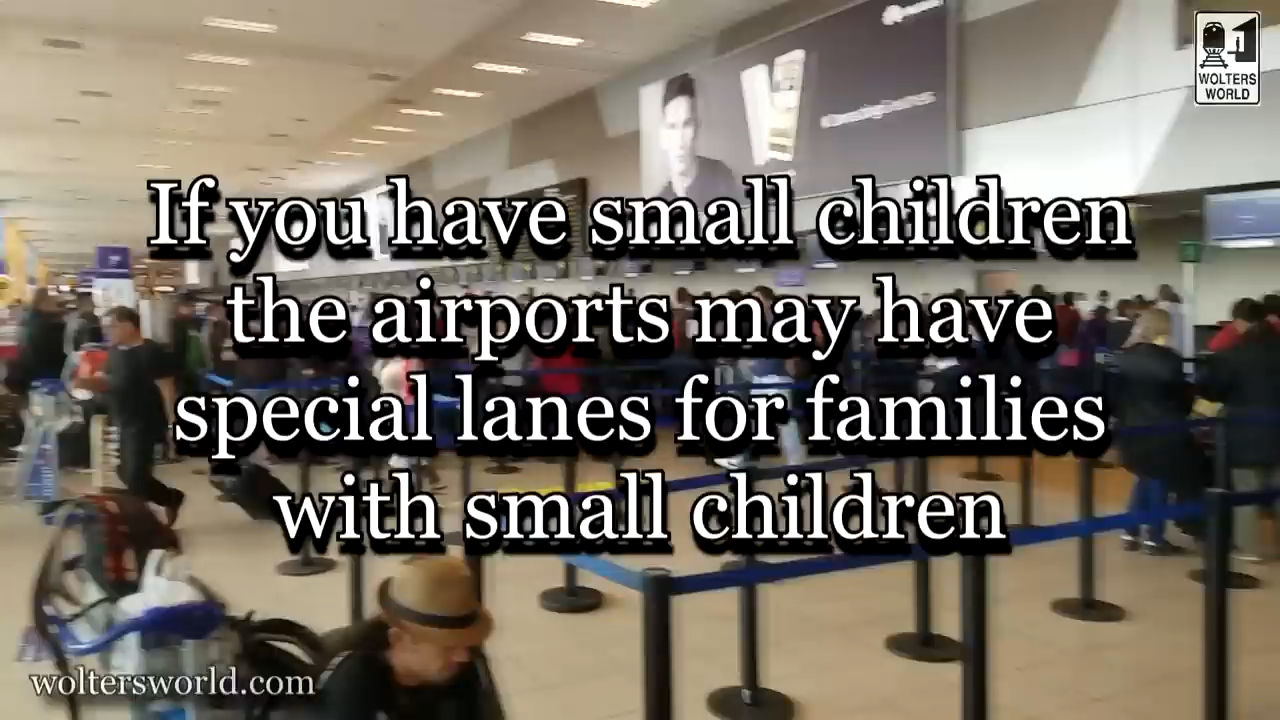 WOLTERS
WORLD
If you have small children
the airports may have
special lanes for families
with small children
woltersworld.com